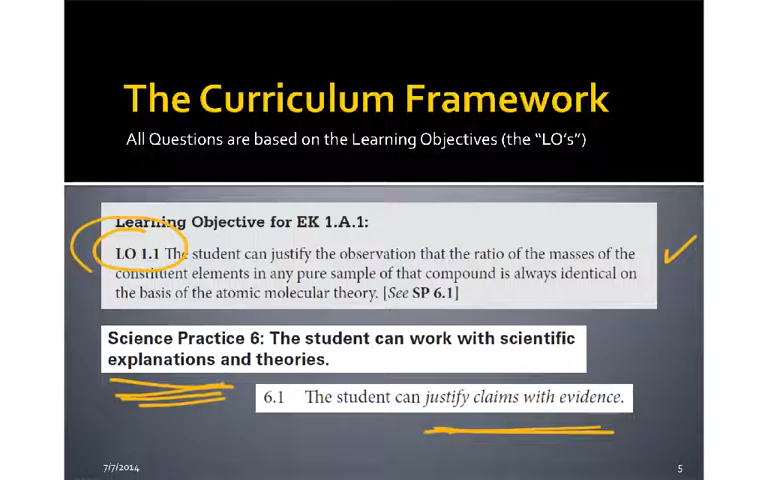 The Curriculum Framework
All Questions are based on the Learning Objectives (the “LO’s”)
Learning Objective for EK 1.A.1:
LO 1.1 The student can justify the observation that the ratio of the masses of the
constituent elements in any pure sample of that compound is always identical on
the basis of the atomic molecular theory. [See SP 6.1]
Science Practice 6: The student can work with scientific
explanations and theories.
6.1 The student can justify claims with evidence.
7/7/2014
5